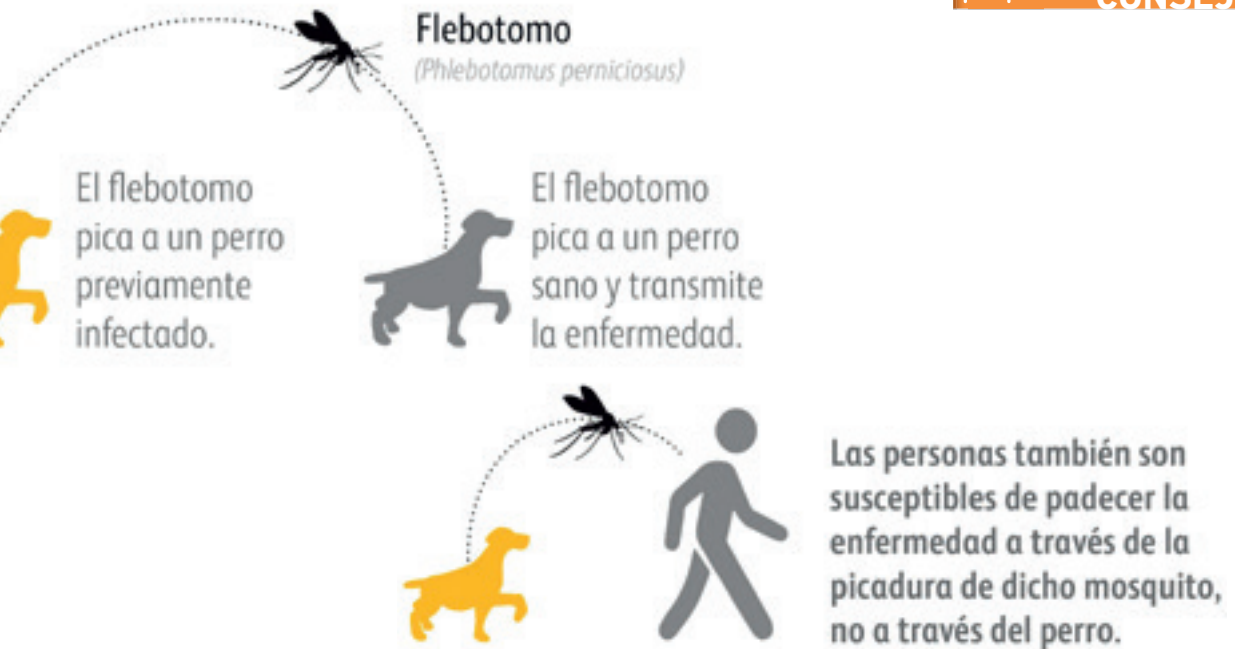 Flebotomo
(Phlebotomus perniciosus)
El flebotomo
pica a un perro
previamente
infectado.
El flebotomo
pica a un perro
sano y transmite
la enfermedad.
Las personas también son
susceptibles de padecer la
enfermedad a través de la
picadura de dicho mosquito,
no a través del perro.